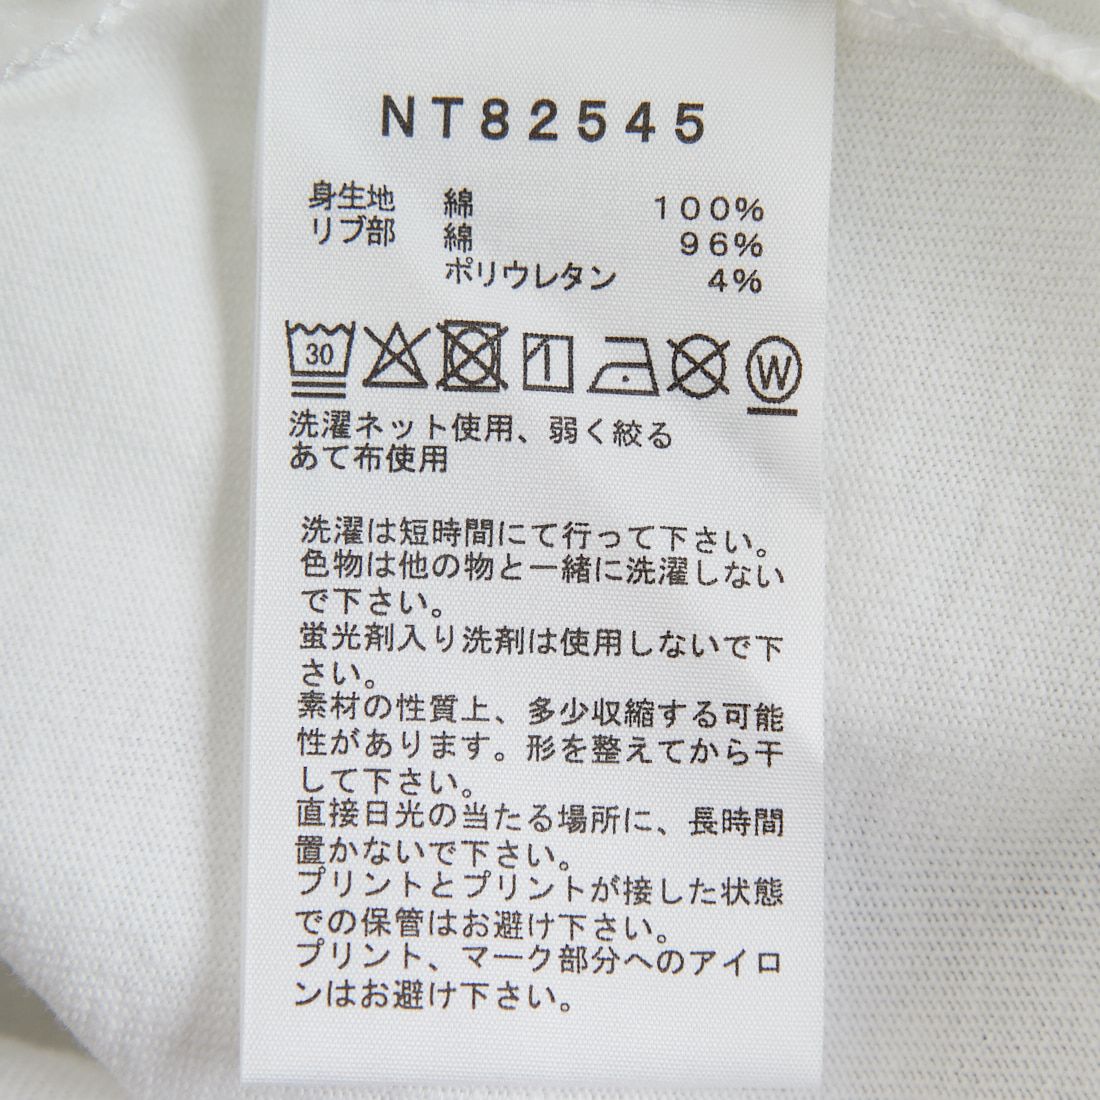 NT82545
身生地 綿 100%
リブ部 綿 96%
ポリウレタン 4%
30 W
洗濯ネット使用、弱く絞る
あて布使用
洗濯は短時間にて行って下さい。
色物は他の物と一緒に洗濯しない
で下さい。
蛍光剤入り洗剤は使用しないで下
さい。
素材の性質上、多少収縮する可能
性があります。形を整えてから干
して下さい。
直接日光の当たる場所に、長時間
置かないで下さい。
プリントとプリントが接した状態
での保管はお避け下さい。
プリント、マーク部分へのアイロ
ンはお避け下さい。